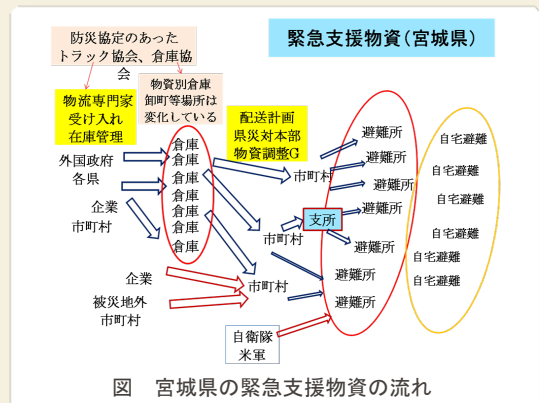 防災協定のあった
トラック協会、倉庫協
会
緊急支援物資(宮城県)
物流専門家
受け入れ
在庫管理
物資別倉庫
卸町等場所は
変化している
配送計画
県災対本部
物資調整G
外国政府
各県
企業
市町村
企業
被災地外
市町村
倉庫
倉庫
倉庫
倉庫
倉庫
倉庫
倉庫
倉庫
市町村
市町村
市町村
支所
自衛隊
米軍
避難所
避難所
避難所
避難所
避難所
避難所
避難所
自宅避難
自宅避難
自宅避難
自宅避難
自宅避難
自宅避難
図 宮城県の緊急支援物資の流れ